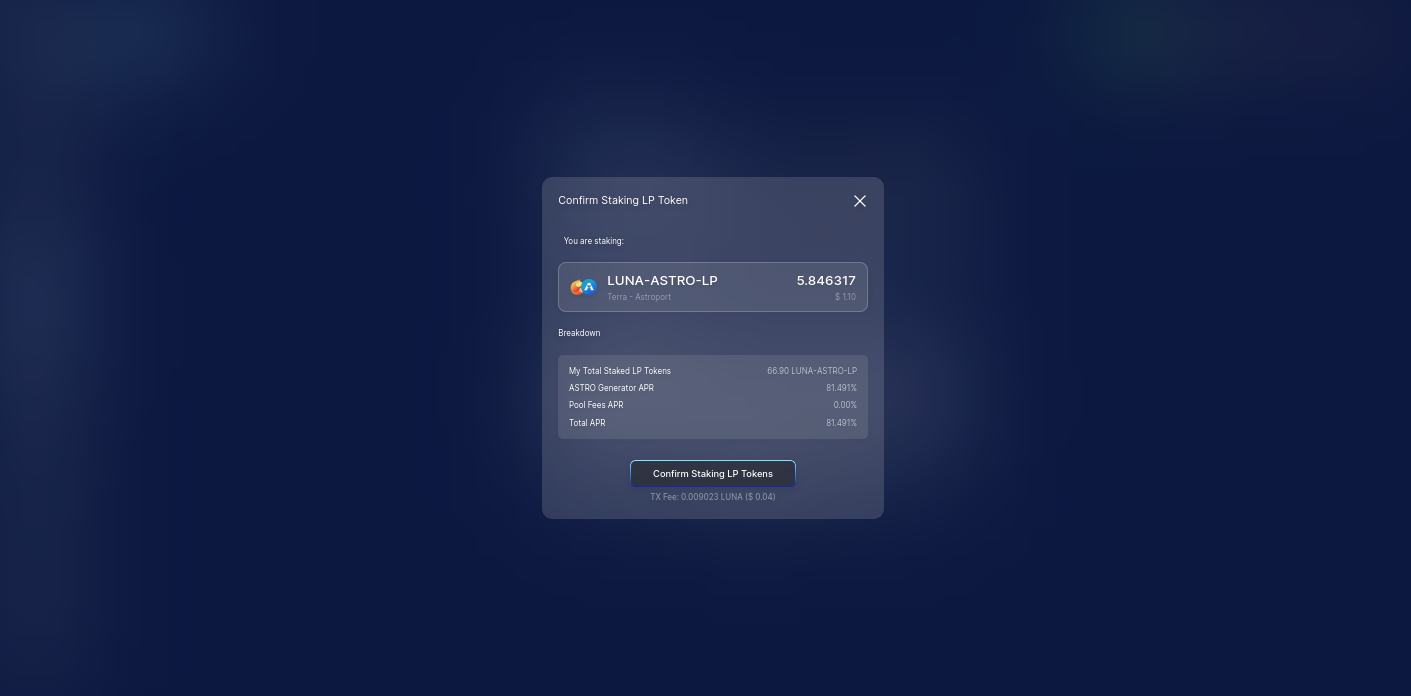 Confirm Staking LP Token
You are staking:
LUNA-ASTRO-LP 5.846317
Terra - Astroport $ 1.10
Breakdown
My Total Staked LP Tokens 66.90 LUNA-ASTRO-LP
ASTRO Generator APR 81.491%
Pool Fees APR 0.00%
Total APR 81.491%
Confirm Staking LP Tokens
TX Fee: 0.009023 LUNA ($ 0.04)